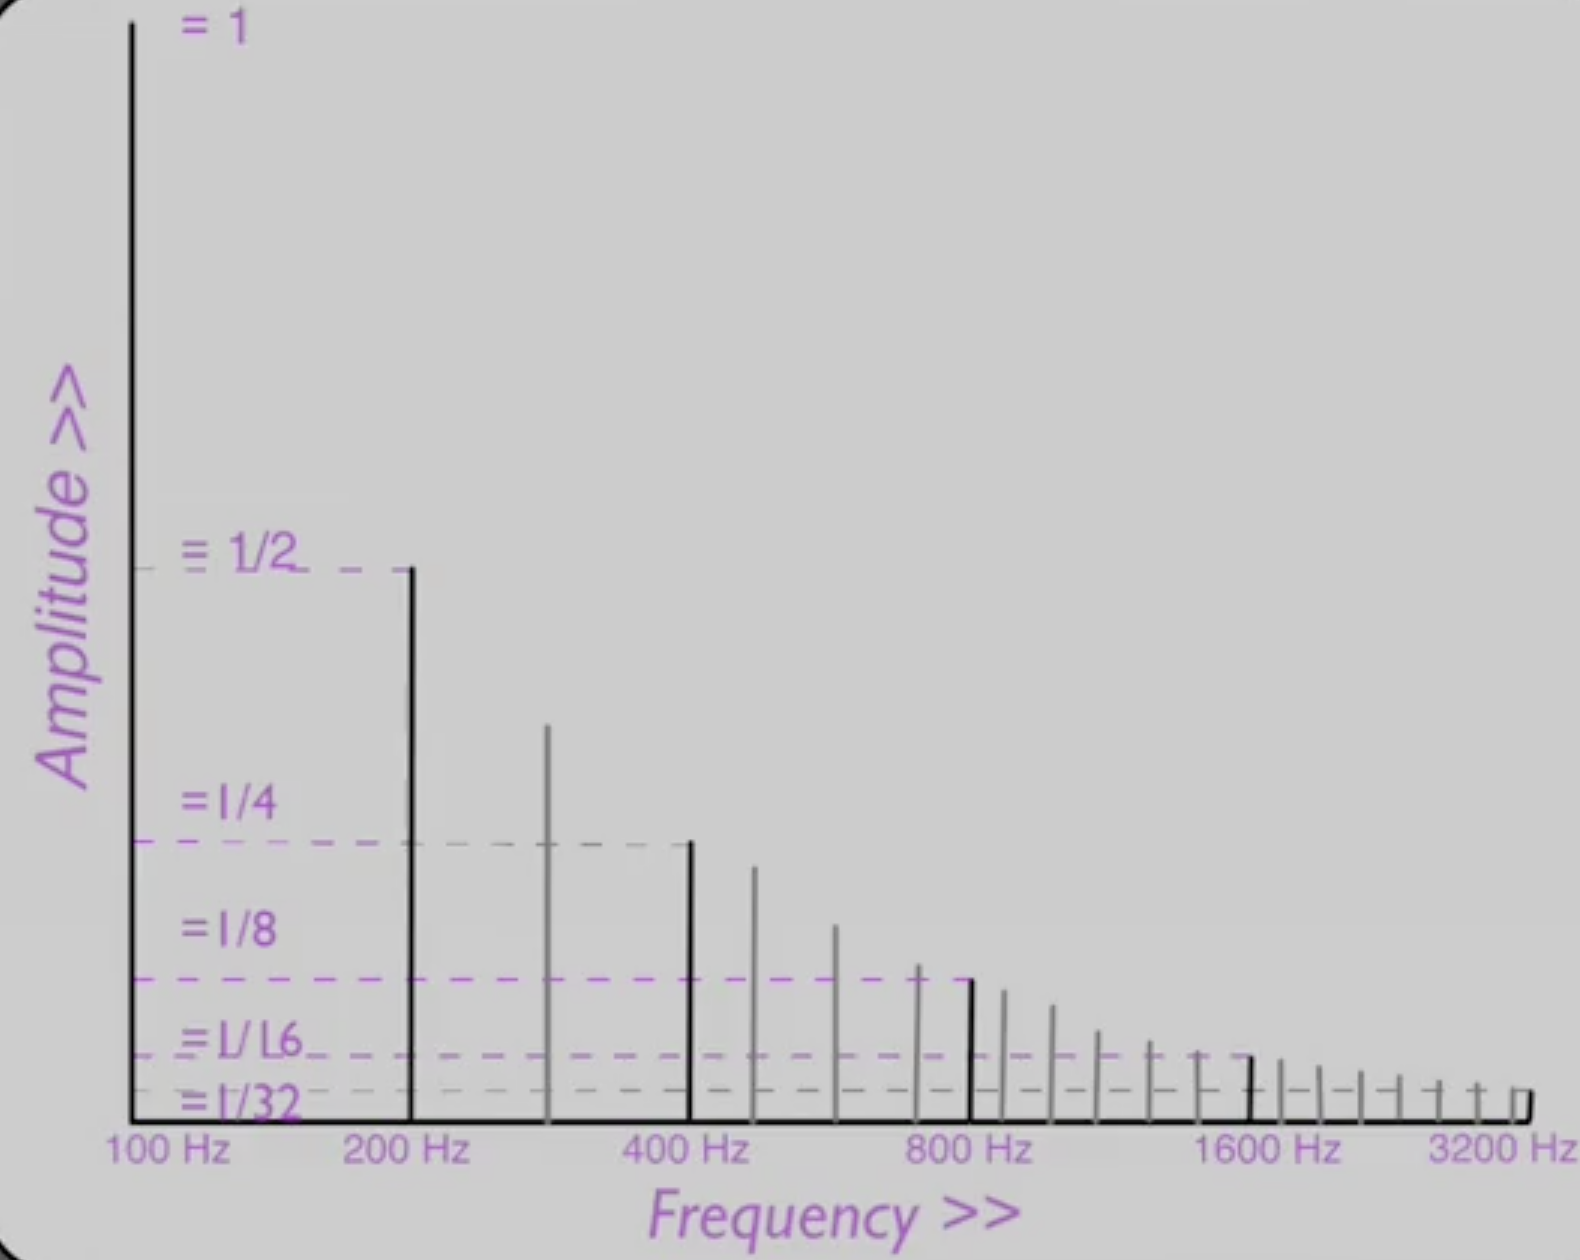 = 1
= 1/2
=1/4
=1/8
=1/16
=1/32
Amplitude >>
100 Hz 200 Hz 400 Hz 800 Hz 1600 Hz 3200 Hz
Frequency >>